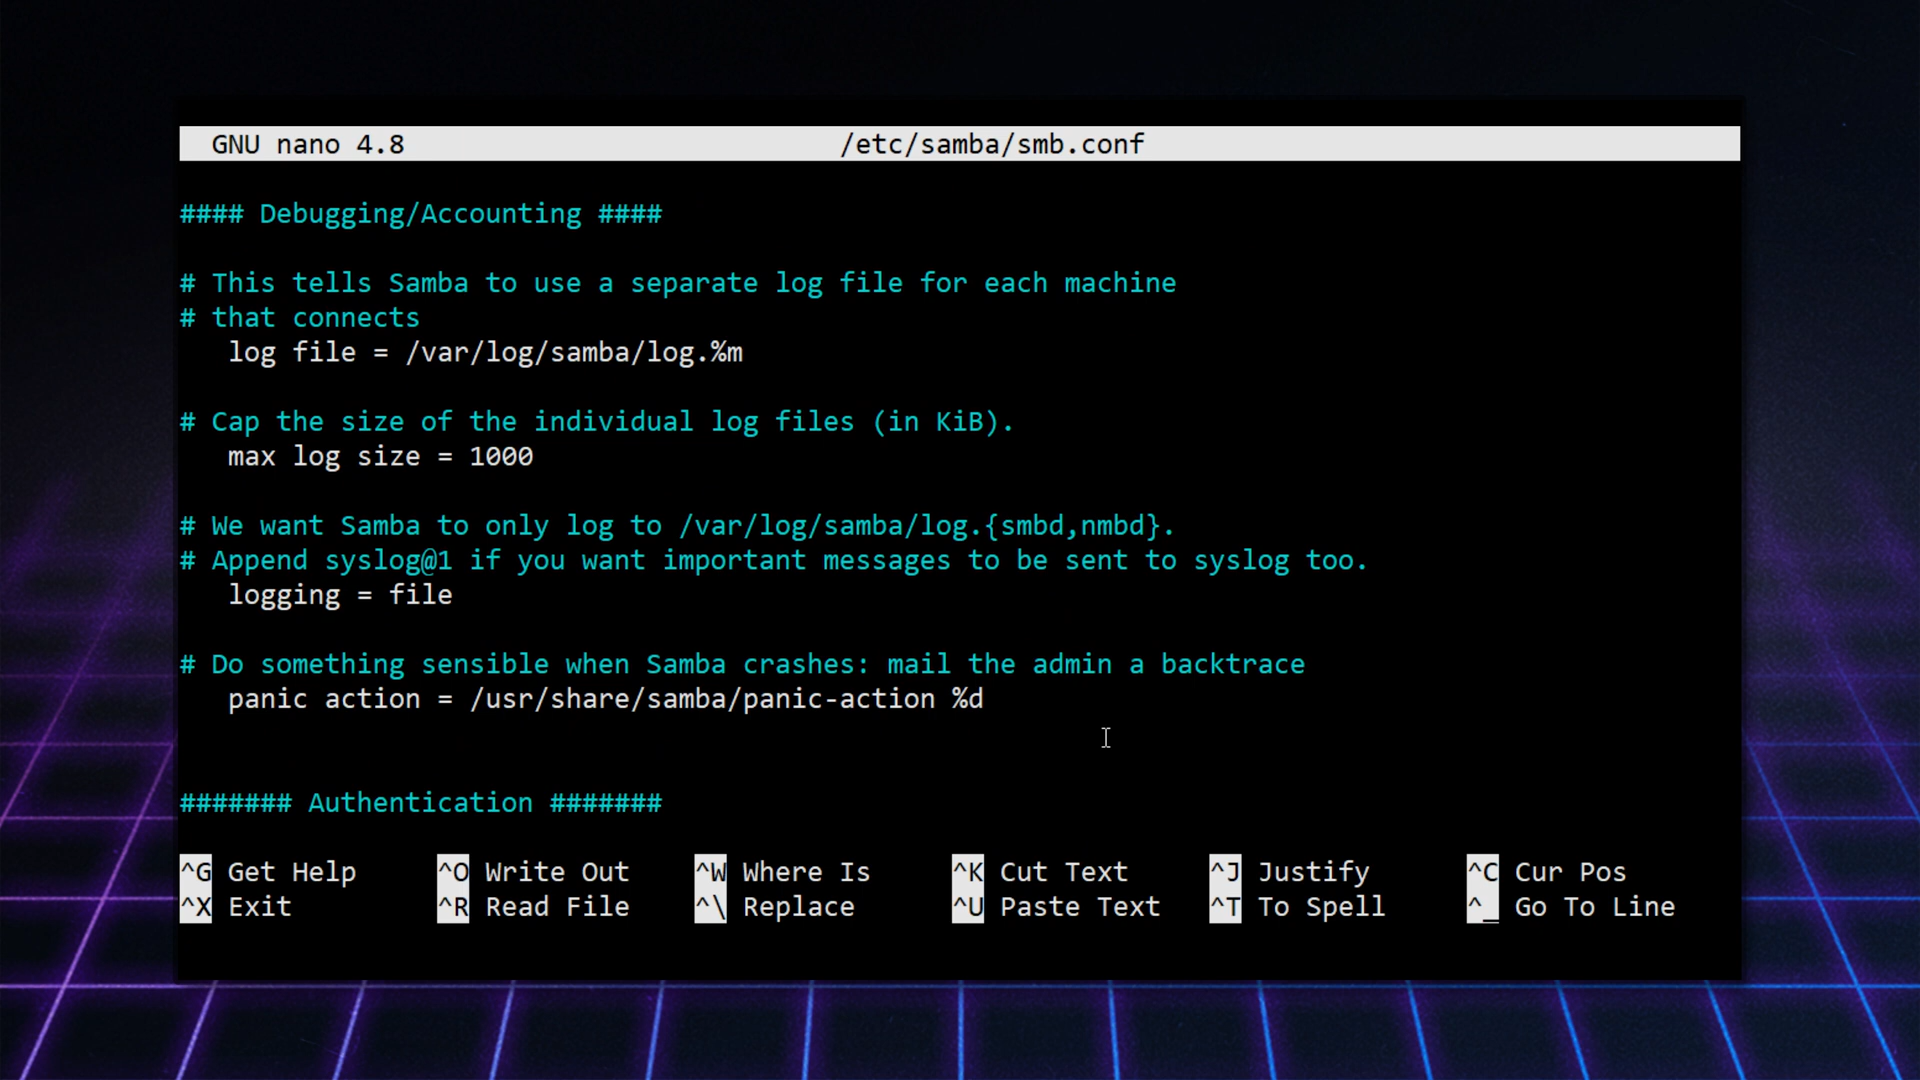 GNU nano 4.8 /etc/samba/smb.conf
#### Debugging/Accounting ####
# This tells Samba to use a separate log file for each machine
# that connects
log file = /var/log/samba/log.%m
# Cap the size of the individual log files (in KiB).
max log size = 1000
# We want Samba to only log to /var/log/samba/log.{smbd,nmbd}.
# Append syslog@1 if you want important messages to be sent to syslog too.
logging = file
# Do something sensible when Samba crashes: mail the admin a backtrace
panic action = /usr/share/samba/panic-action %d
####### Authentication #######
^G Get Help ^O Write Out ^W Where Is ^K Cut Text ^J Justify ^C Cur Pos
^X Exit ^R Read File ^\ Replace ^U Paste Text ^T To Spell ^_ Go To Line